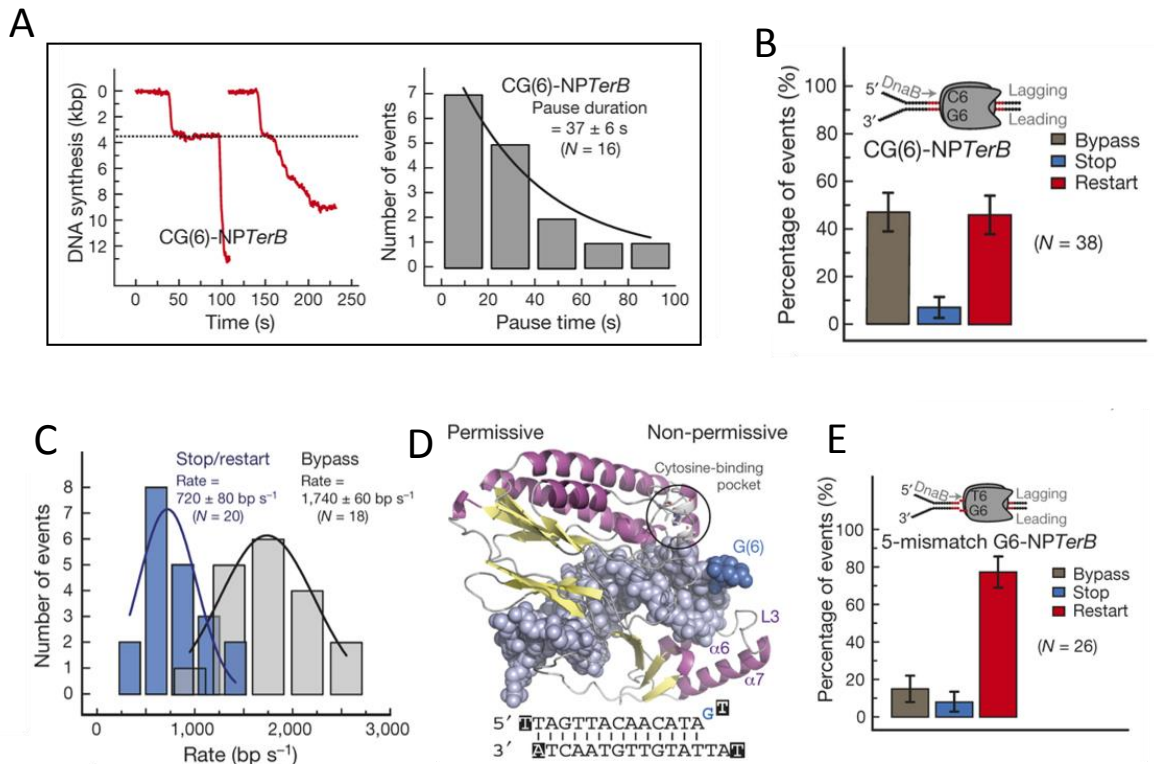 A
DNA synthesis (kbp)
0
2
4
6
8
10
12
CG(6)-NPTerB
0 50 100 150 200 250
Time (s)
Number of events
7
6
5
4
3
2
1
0
CG(6)-NPTerB
Pause duration
= 37 ± 6 s
(N = 16)
0 20 40 60 80 100
Pause time (s)
B
Percentage of events (%)
100
80
60
40
20
0
5′ DnaB C6 Lagging
3′ G6 Leading
CG(6)-NPTerB
Bypass
Stop
Restart
(N = 38)
C
Number of events
8
7
6
5
4
3
2
1
0
Stop/restart
Rate =
720 ± 80 bp s⁻¹
(N = 20)
Bypass
Rate =
1,740 ± 60 bp s⁻¹
(N = 18)
0 1,000 2,000 3,000
Rate (bp s⁻¹)
D
Permissive Non-permissive
Cytosine-binding
pocket
G(6)
L3
α6
α7
5′ TTAGTTACAACATAGT
3′ ATCAATGTTGTATTAT
E
Percentage of events (%)
100
80
60
40
20
0
5′ DnaB T6 Lagging
3′ G6 Leading
5-mismatch G6-NPTerB
Bypass
Stop
Restart
(N = 26)